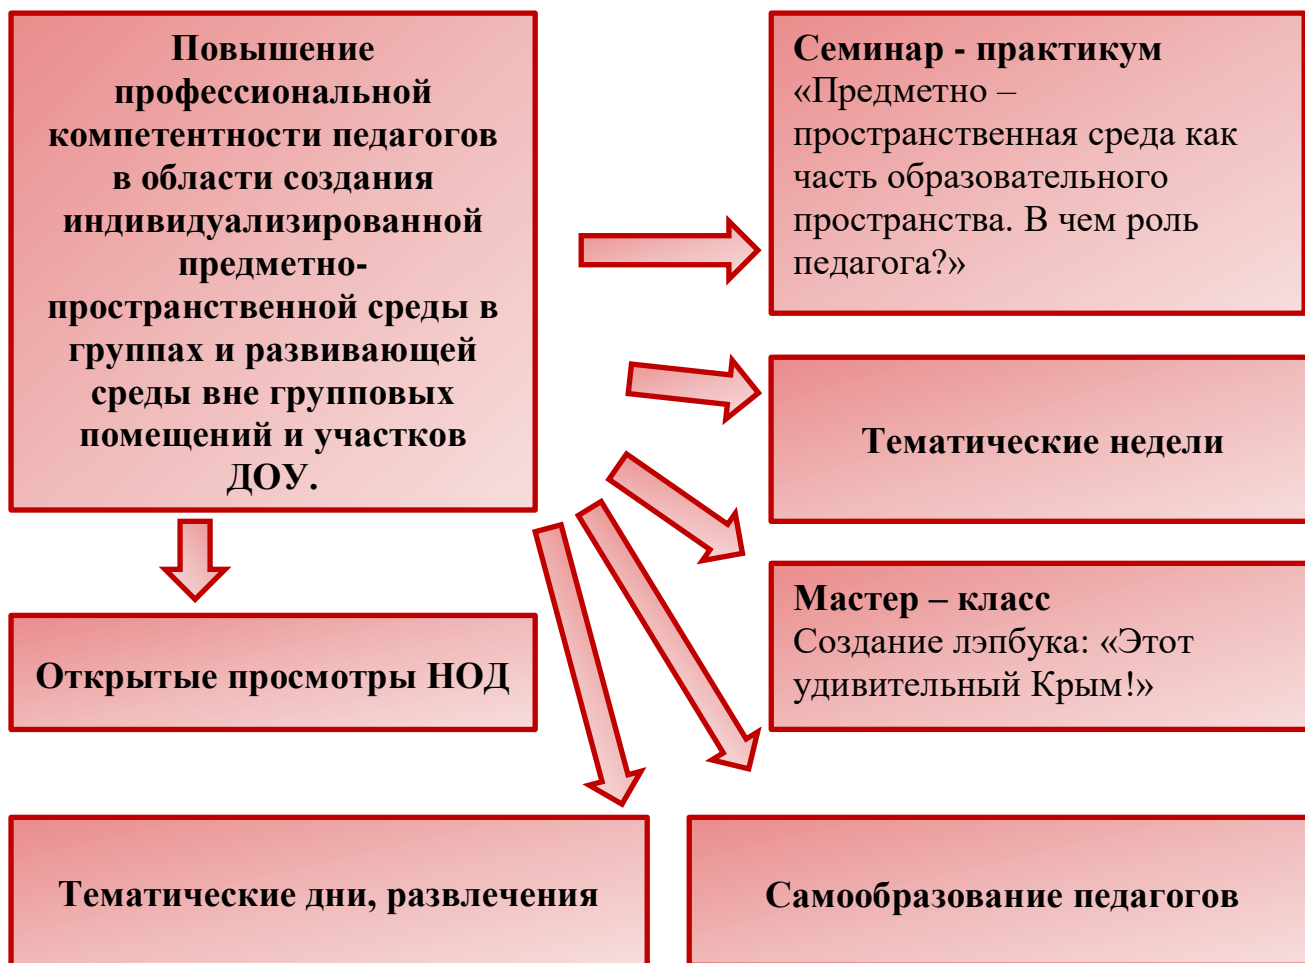 Повышение
профессиональной
компетентности педагогов
в области создания
индивидуализированной
предметно-
пространственной среды в
группах и развивающей
среды вне групповых
помещений и участков
ДОУ.
Семинар - практикум
«Предметно –
пространственная среда как
часть образовательного
пространства. В чем роль
педагога?»
Тематические недели
Мастер – класс
Создание лэпбука: «Этот
удивительный Крым!»
Открытые просмотры НОД
Тематические дни, развлечения
Самообразование педагогов